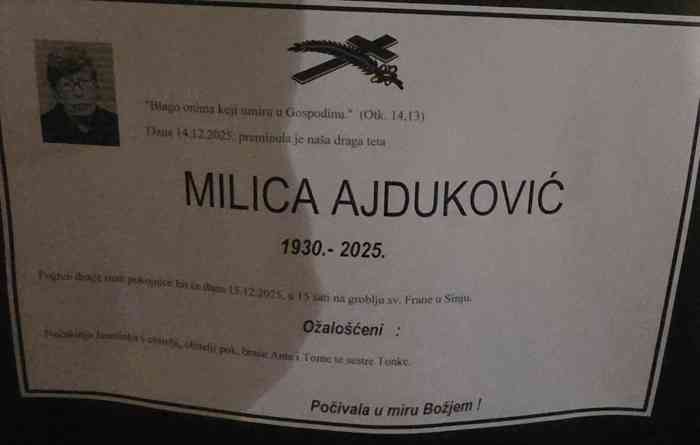 "Blago onima koji umiru u Gospodinu." (Otk. 14,13)
Dana 14.12.2025. preminula je naša draga teta
MILICA AJDUKOVIĆ
1930.- 2025.
Pogreb drage nam pokojnice bit će dana 15.12.2025. u 15 sati na groblju sv. Frane u Sinju.
Ožalošćeni :
Nećakinja s obitelji, obitelji pok. braće Ante i Tome te sestre Tonke.
Počivala u miru Božjem !